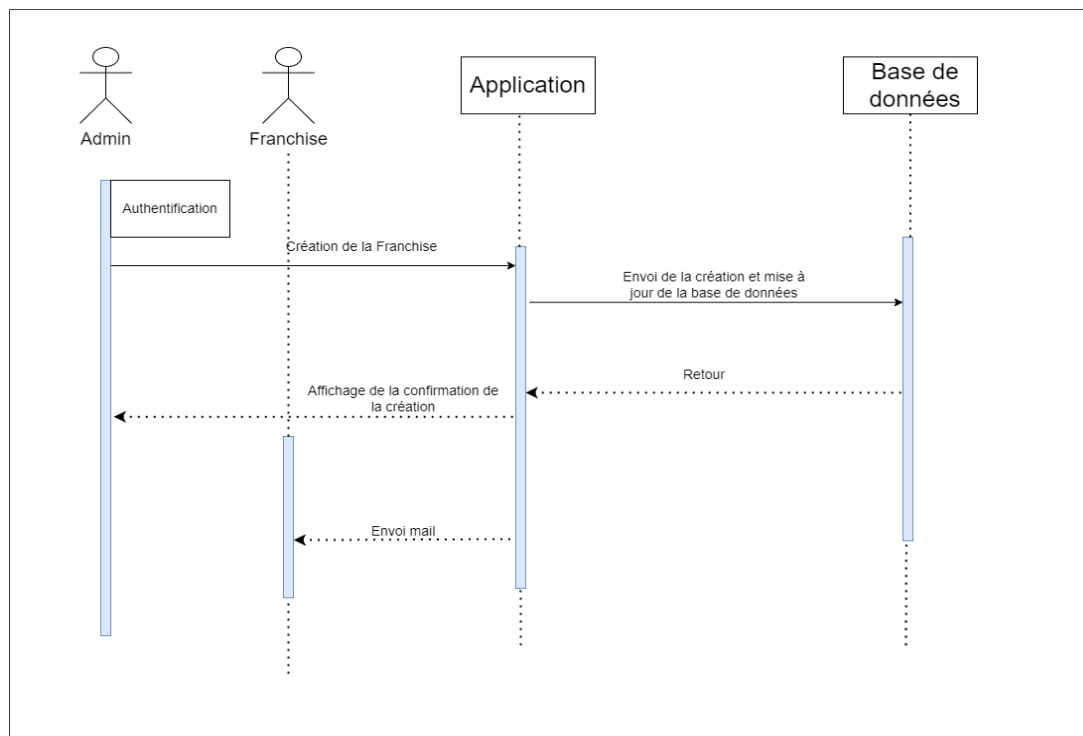 Admin
Franchise
Application
Base de
données
Authentification
Création de la Franchise
Envoi de la création et mise à
jour de la base de données
Retour
Affichage de la confirmation de
la création
Envoi mail